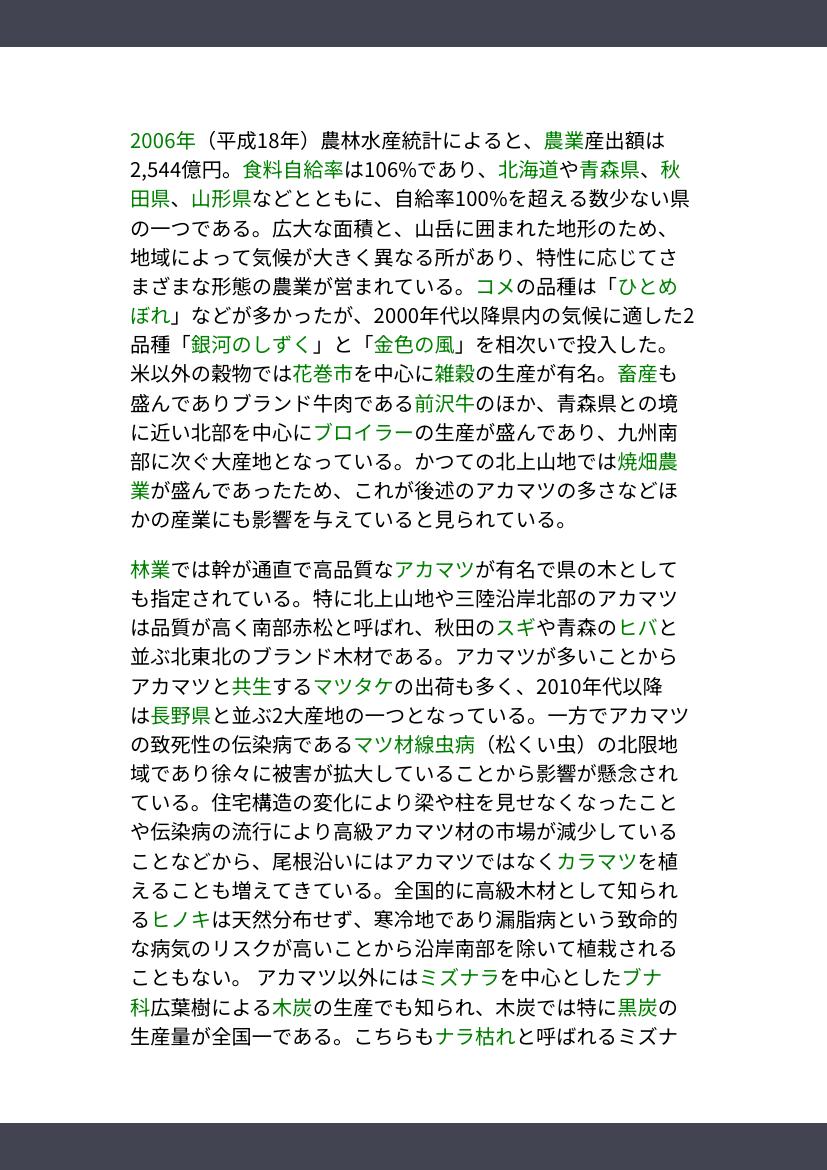 2006年（平成18年）農林水産統計によると、農業産出額は
2,544億円。食料自給率は106%であり、北海道や青森県、秋
田県、山形県などとともに、自給率100%を超える数少ない県
の一つである。広大な面積と、山岳に囲まれた地形のため、
地域によって気候が大きく異なる所があり、特性に応じてさ
まざまな形態の農業が営まれている。コメの品種は「ひとめ
ぼれ」などが多かったが、2000年代以降県内の気候に適した2
品種「銀河のしずく」と「金色の風」を相次いで投入した。
米以外の穀物では花巻市を中心に雑穀の生産が有名。畜産も
盛んでありブランド牛肉である前沢牛のほか、青森県との境
に近い北部を中心にブロイラーの生産が盛んであり、九州南
部に次ぐ大産地となっている。かつての北上山地では焼畑農
業が盛んであったため、これが後述のアカマツの多さなどほ
かの産業にも影響を与えていると見られている。
林業では幹が通直で高品質なアカマツが有名で県の木として
も指定されている。特に北上山地や三陸沿岸北部のアカマツ
は品質が高く南部赤松と呼ばれ、秋田のスギや青森のヒバと
並ぶ北東北のブランド木材である。アカマツが多いことから
アカマツと共生するマツタケの出荷も多く、2010年代以降
は長野県と並ぶ2大産地の一つとなっている。一方でアカマツ
の致死性の伝染病であるマツ材線虫病（松くい虫）の北限地
域であり徐々に被害が拡大していることから影響が懸念され
ている。住宅構造の変化により梁や柱を見せなくなったこと
や伝染病の流行により高級アカマツ材の市場が減少している
ことなどから、尾根沿いにはアカマツではなくカラマツを植
えることも増えてきている。全国的に高級木材として知られ
るヒノキは天然分布せず、寒冷地であり漏脂病という致命的
な病気のリスクが高いことから沿岸南部を除いて植栽される
こともない。 アカマツ以外にはミズナラを中心としたブナ
科広葉樹による木炭の生産でも知られ、木炭では特に黒炭の
生産量が全国一である。こちらもナラ枯れと呼ばれるミズナ